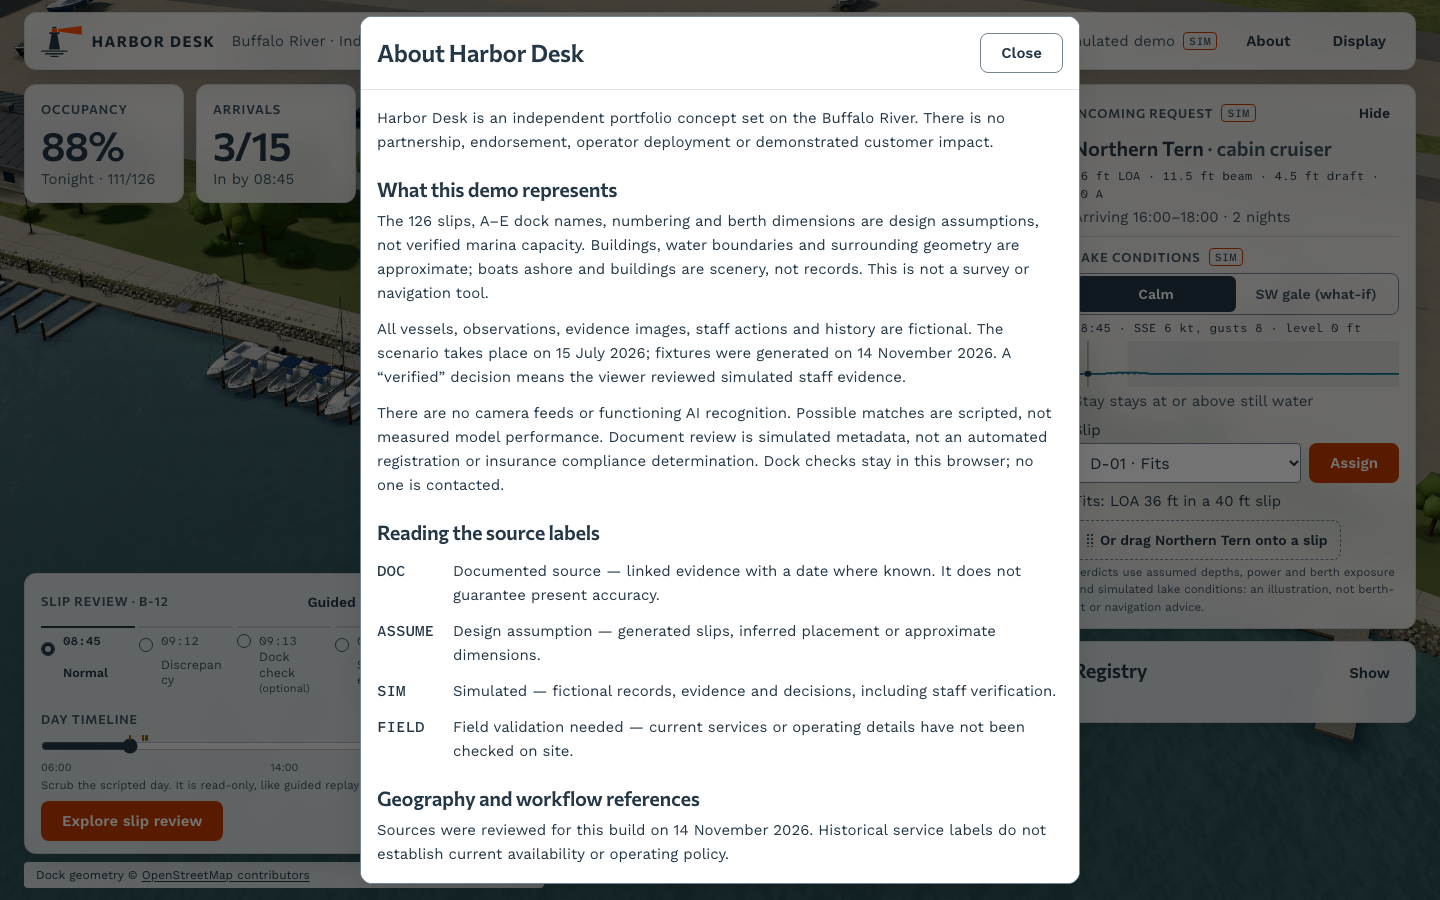 HARBOR DESK
Buffalo River · Ind
ulated demo SIM
About
Display
OCCUPANCY
88%
Tonight · 111/126
ARRIVALS
3/15
In by 08:45
About Harbor Desk
Close
Harbor Desk is an independent portfolio concept set on the Buffalo River. There is no
partnership, endorsement, operator deployment or demonstrated customer impact.
What this demo represents
The 126 slips, A–E dock names, numbering and berth dimensions are design assumptions,
not verified marina capacity. Buildings, water boundaries and surrounding geometry are
approximate; boats ashore and buildings are scenery, not records. This is not a survey or
navigation tool.
All vessels, observations, evidence images, staff actions and history are fictional. The
scenario takes place on 15 July 2026; fixtures were generated on 14 November 2026. A
“verified” decision means the viewer reviewed simulated staff evidence.
There are no camera feeds or functioning AI recognition. Possible matches are scripted, not
measured model performance. Document review is simulated metadata, not an automated
registration or insurance compliance determination. Dock checks stay in this browser; no
one is contacted.
Reading the source labels
DOC Documented source — linked evidence with a date where known. It does not
guarantee present accuracy.
ASSUME Design assumption — generated slips, inferred placement or approximate
dimensions.
SIM Simulated — fictional records, evidence and decisions, including staff verification.
FIELD Field validation needed — current services or operating details have not been
checked on site.
Geography and workflow references
Sources were reviewed for this build on 14 November 2026. Historical service labels do not
establish current availability or operating policy.
NCOMING REQUEST SIM
Hide
Northern Tern · cabin cruiser
6 ft LOA · 11.5 ft beam · 4.5 ft draft ·
0 A
Arriving 16:00–18:00 · 2 nights
AKE CONDITIONS SIM
Calm
SW gale (what-if)
8:45 · SSE 6 kt, gusts 8 · level 0 ft
Stay stays at or above still water
Slip
D-01 · Fits
Assign
Fits: LOA 36 ft in a 40 ft slip
Or drag Northern Tern onto a slip
erdicts use assumed depths, power and berth exposure
nd simulated lake conditions: an illustration, not berth-
t or navigation advice.
Registry
Show
SLIP REVIEW · B-12
Guided
08:45
Normal
09:12
Discrepan
cy
09:13
Dock
check
(optional)
DAY TIMELINE
06:00
14:00
Scrub the scripted day. It is read-only, like guided replay
Explore slip review
Dock geometry © OpenStreetMap contributors